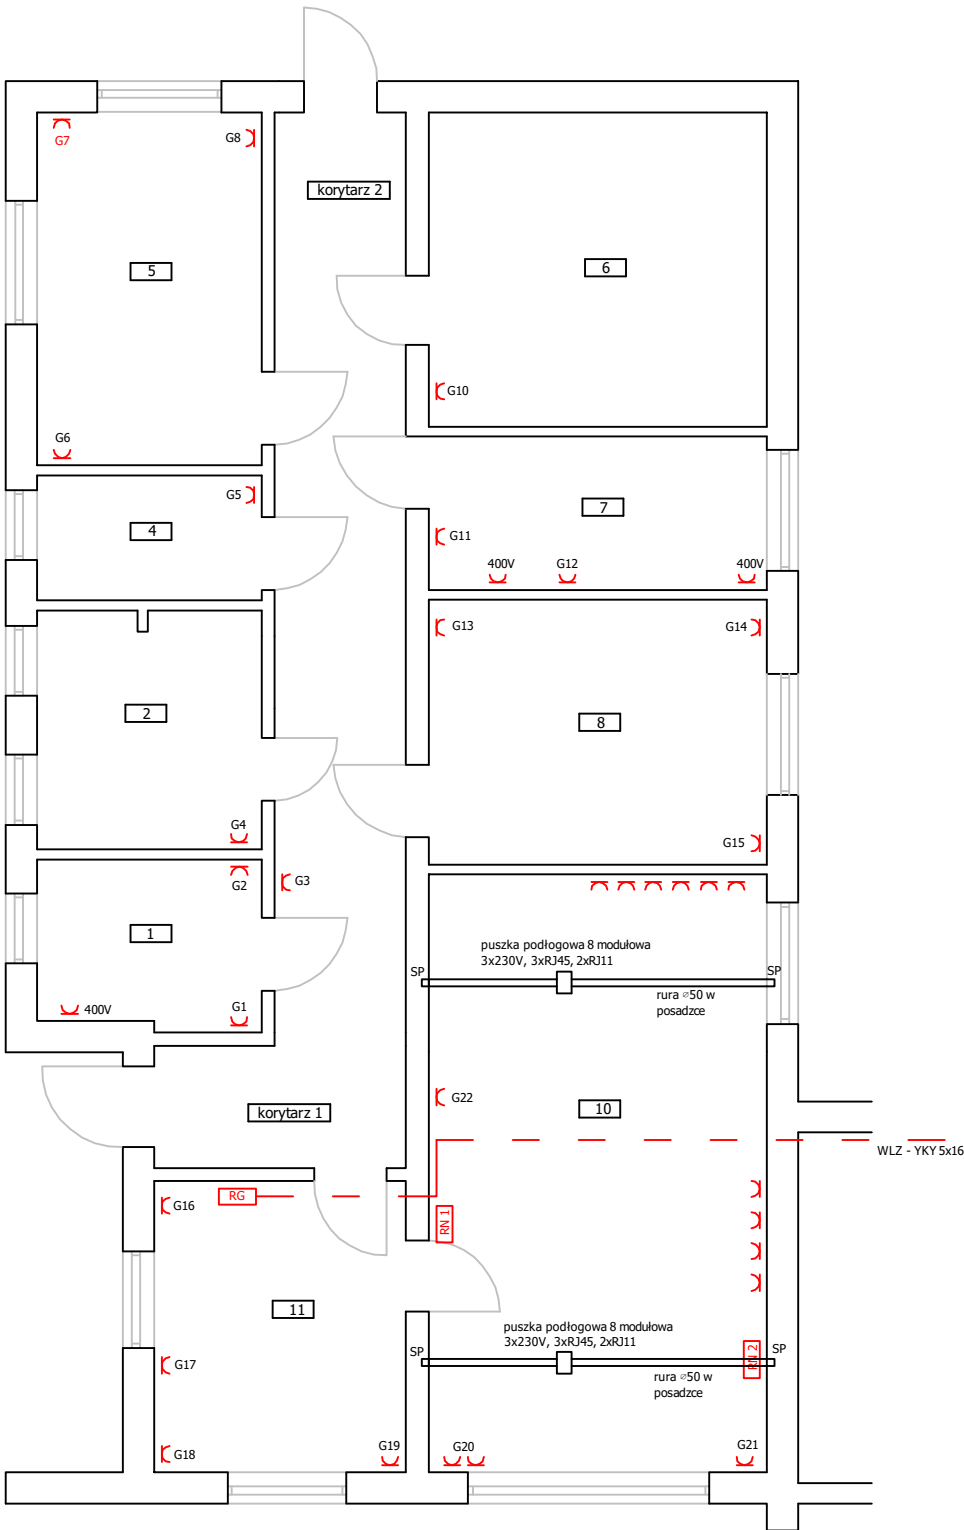 G7
G8
korytarz 2
5
6
G10
G6
G5
4
7
G11
400V
G12
400V
G13
G14
2
8
G4
G15
G2
G3
1
puszka podłogowa 8 modułowa
3x230V, 3xRJ45, 2xRJ11
SP
SP
rura ⌀50 w
posadzce
400V
G1
G22
korytarz 1
10
WLZ - YKY 5x16
RG
G16
RN 1
11
puszka podłogowa 8 modułowa
3x230V, 3xRJ45, 2xRJ11
SP
RN 2
SP
G17
rura ⌀50 w
posadzce
G18
G19
G20
G21